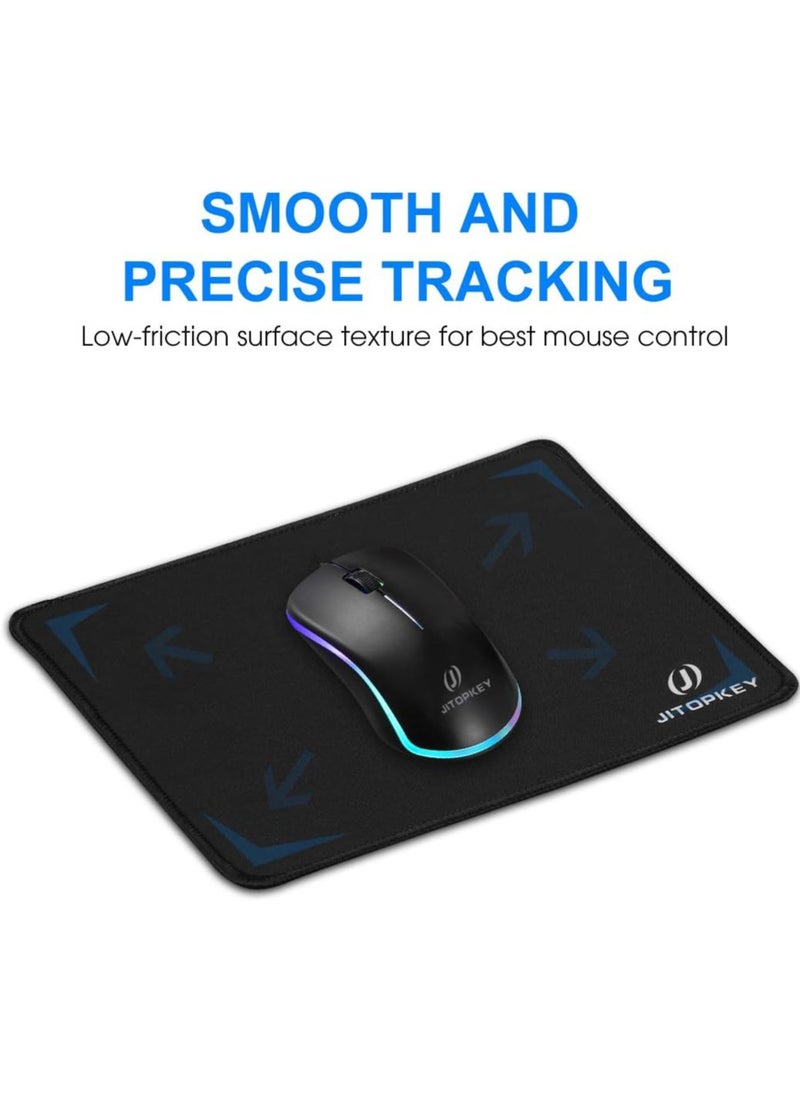 SMOOTH AND
PRECISE TRACKING
Low-friction surface texture for best mouse control
JITOPKEY
JITOPKEY